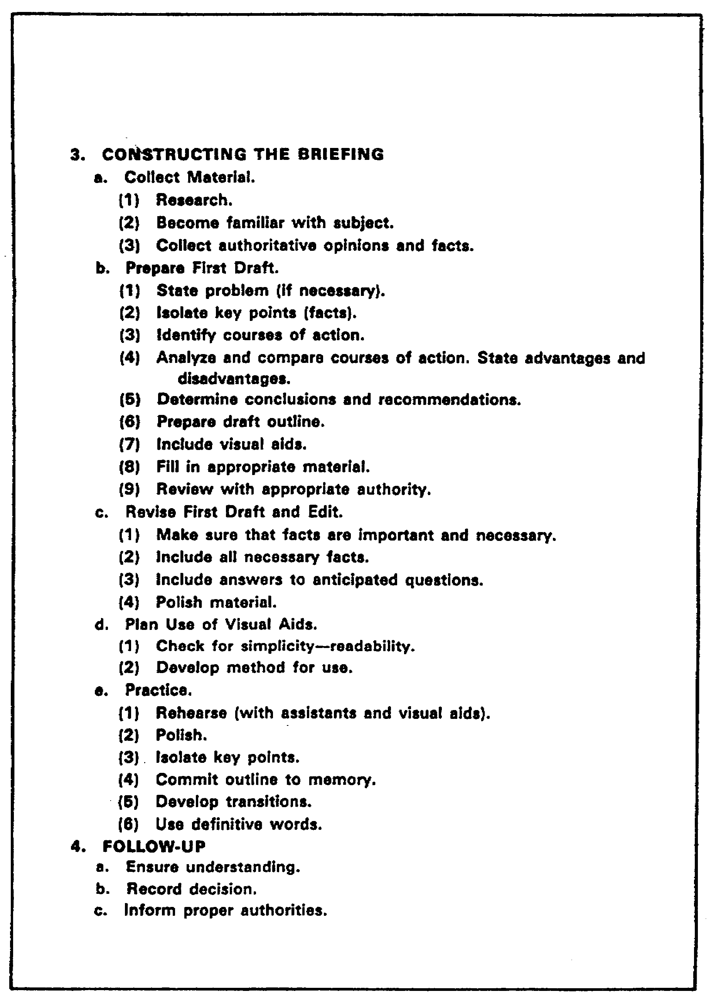 3. CONSTRUCTING THE BRIEFING
a. Collect Material.
(1) Research.
(2) Become familiar with subject.
(3) Collect authoritative opinions and facts.
b. Prepare First Draft.
(1) State problem (if necessary).
(2) Isolate key points (facts).
(3) Identify courses of action.
(4) Analyze and compare courses of action. State advantages and
disadvantages.
(5) Determine conclusions and recommendations.
(6) Prepare draft outline.
(7) Include visual aids.
(8) Fill in appropriate material.
(9) Review with appropriate authority.
c. Revise First Draft and Edit.
(1) Make sure that facts are important and necessary.
(2) Include all necessary facts.
(3) Include answers to anticipated questions.
(4) Polish material.
d. Plan Use of Visual Aids.
(1) Check for simplicity—readability.
(2) Develop method for use.
e. Practice.
(1) Rehearse (with assistants and visual aids).
(2) Polish.
(3) Isolate key points.
(4) Commit outline to memory.
(5) Develop transitions.
(6) Use definitive words.
4. FOLLOW-UP
a. Ensure understanding.
b. Record decision.
c. Inform proper authorities.